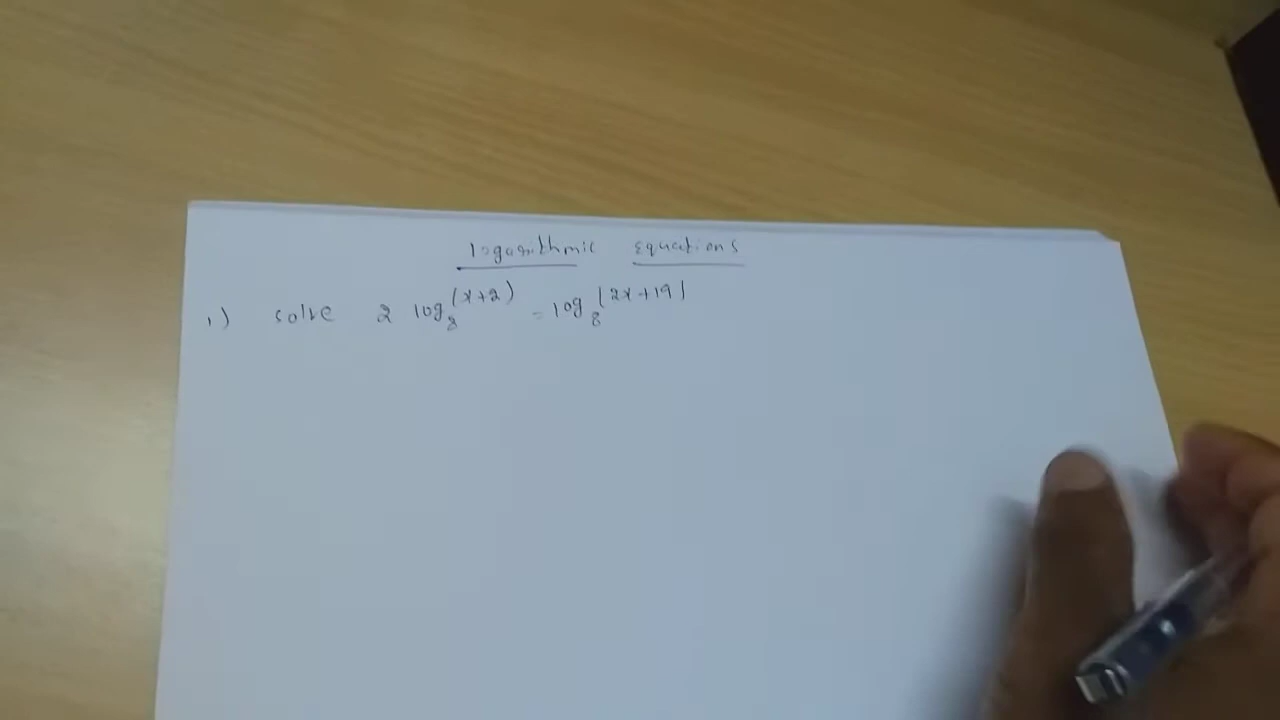 logarithmic Equations
1) solve 2 log₈(x+2) = log₈(2x+19)